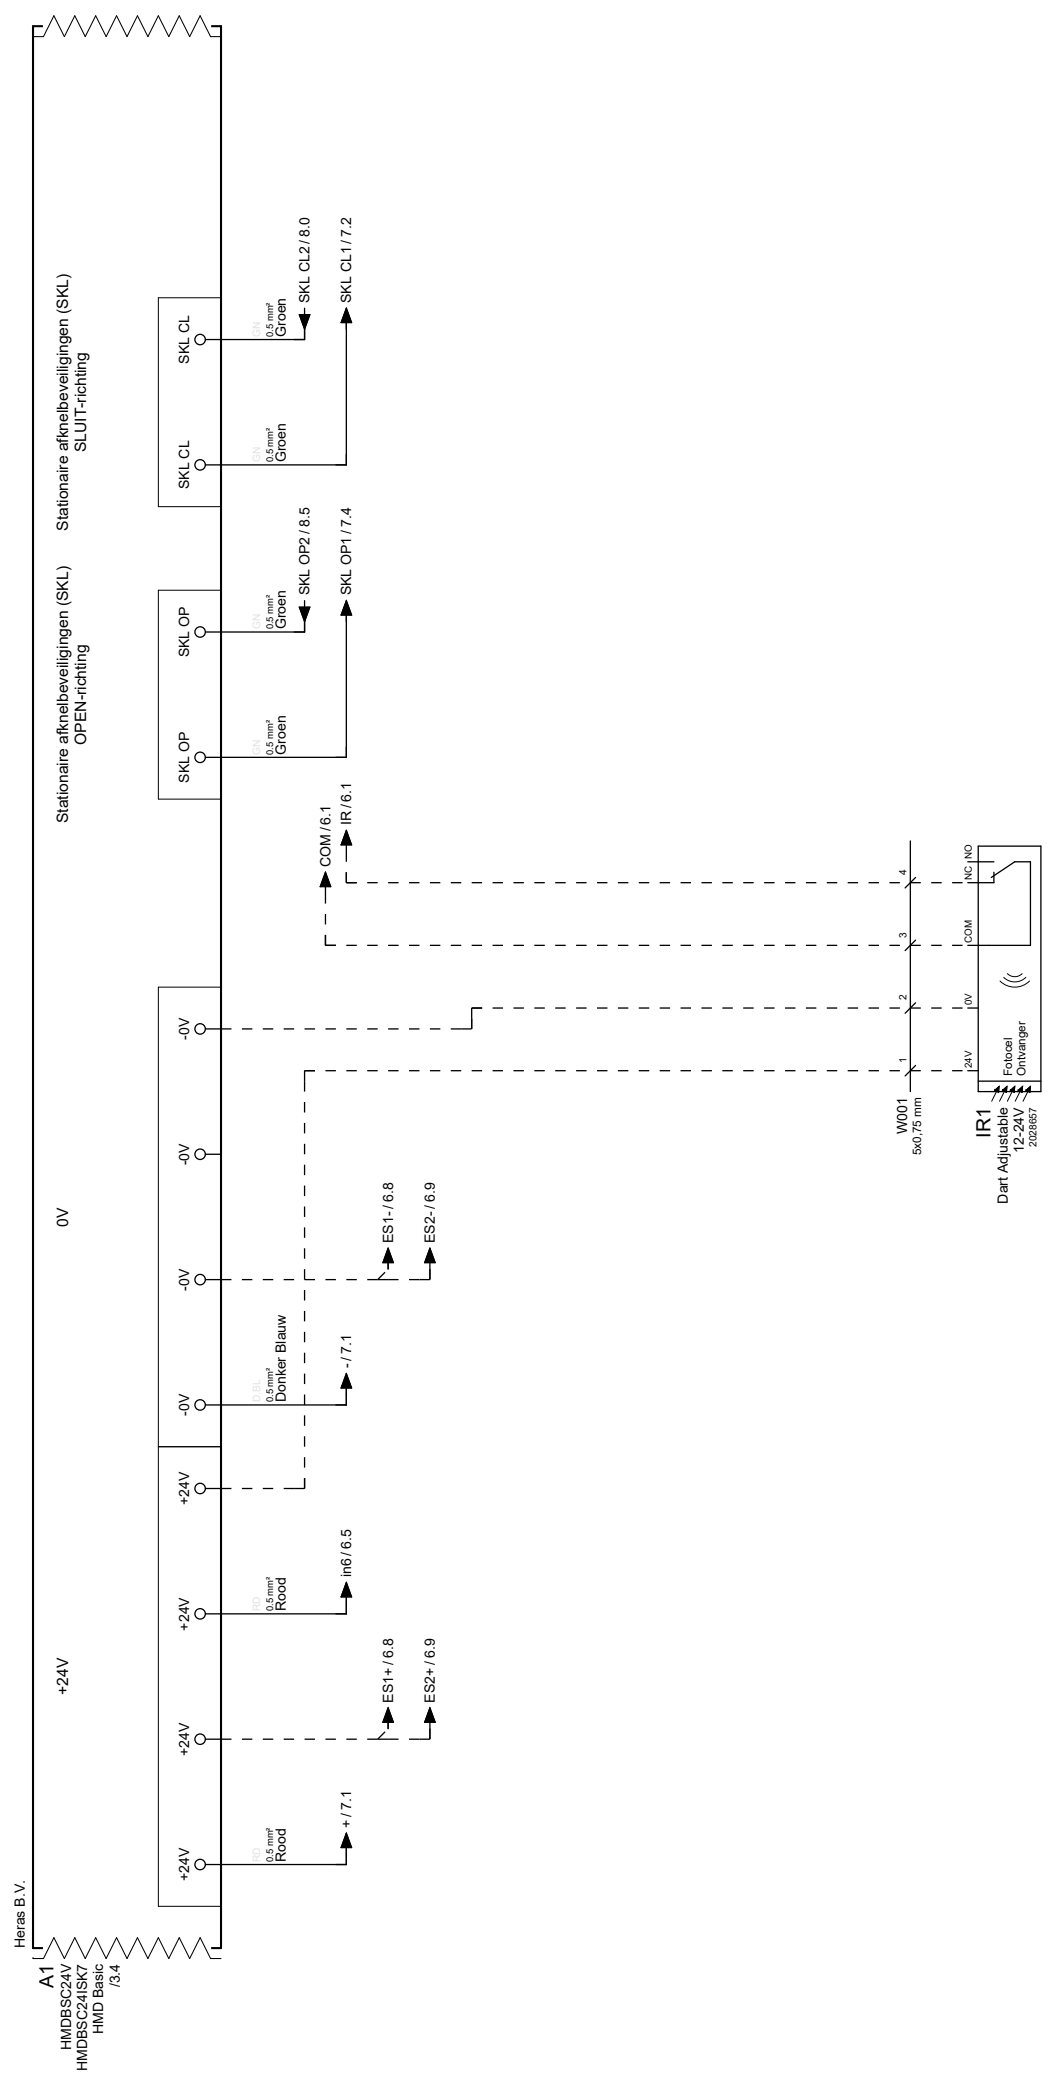 Heras B.V.
A1
HMDBSC24V
HMDBSC24ISK7
HMD Basic
/3.4
+24V
0V
Stationaire afknelbeveiligingen (SKL)
OPEN-richting
Stationaire afknelbeveiligingen (SKL)
SLUIT-richting
+24V
+24V
+24V
+24V
-0V
-0V
-0V
-0V
SKL OP
SKL OP
SKL CL
SKL CL
RD
0.5 mm²
Rood
+ / 7.1
ES1+ / 6.8
ES2+ / 6.9
RD
0.5 mm²
Rood
in6 / 6.5
D.BL
0.5 mm²
Donker Blauw
- / 7.1
ES1- / 6.8
ES2- / 6.9
COM / 6.1
IR / 6.1
GN
0.5 mm²
Groen
SKL OP1 / 7.4
GN
0.5 mm²
Groen
SKL OP2 / 8.5
GN
0.5 mm²
Groen
SKL CL1 / 7.2
GN
0.5 mm²
Groen
SKL CL2 / 8.0
W001
5x0,75 mm
1
2
3
4
IR1
Dart Adjustable
12-24V
2028657
24V
0V
COM
NC
NO
Fotocel
Ontvanger